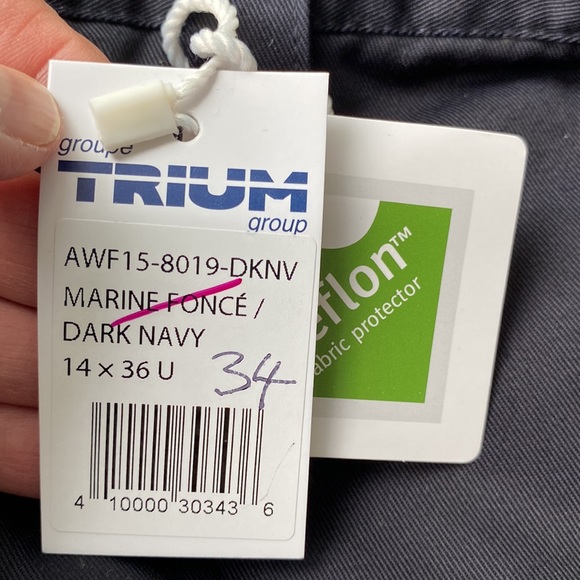 groupe
TRIUM
group
AWF15-8019-DKNV
MARINE FONCÉ /
DARK NAVY
14 × 36 U
34
4 10000 30343 6
eflon™
abric protector